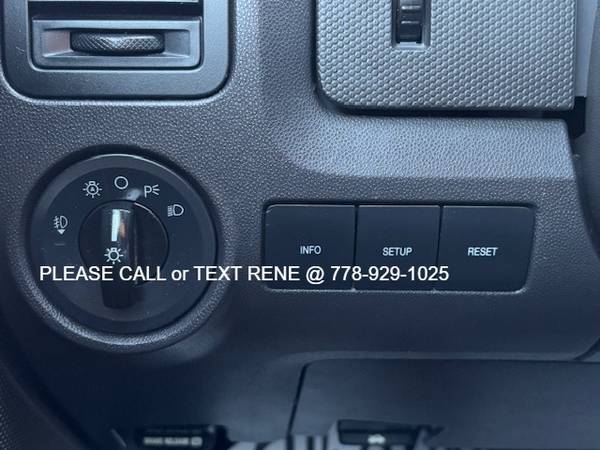 P
INFO SETUP RESET
PLEASE CALL or TEXT RENE @ 778-929-1025